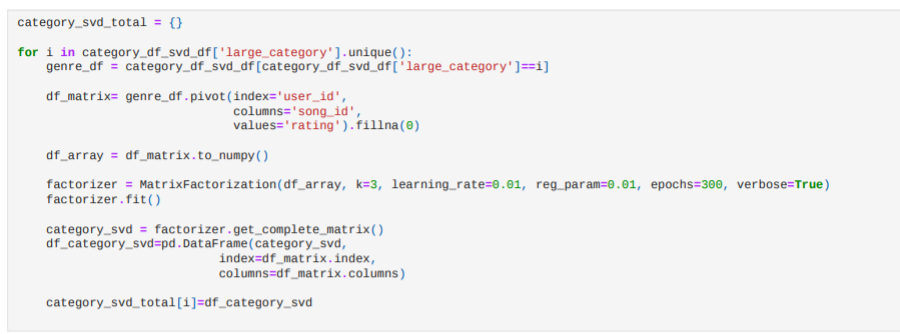 category_svd_total = {}
for i in category_df_svd_df['large_category'].unique():
    genre_df = category_df_svd_df[category_df_svd_df['large_category']==i]
    df_matrix= genre_df.pivot(index='user_id',
                              columns='song_id',
                              values='rating').fillna(0)
    df_array = df_matrix.to_numpy()
    factorizer = MatrixFactorization(df_array, k=3, learning_rate=0.01, reg_param=0.01, epochs=300, verbose=True)
    factorizer.fit()
    category_svd = factorizer.get_complete_matrix()
    df_category_svd=pd.DataFrame(category_svd,
                            index=df_matrix.index,
                            columns=df_matrix.columns)
    category_svd_total[i]=df_category_svd